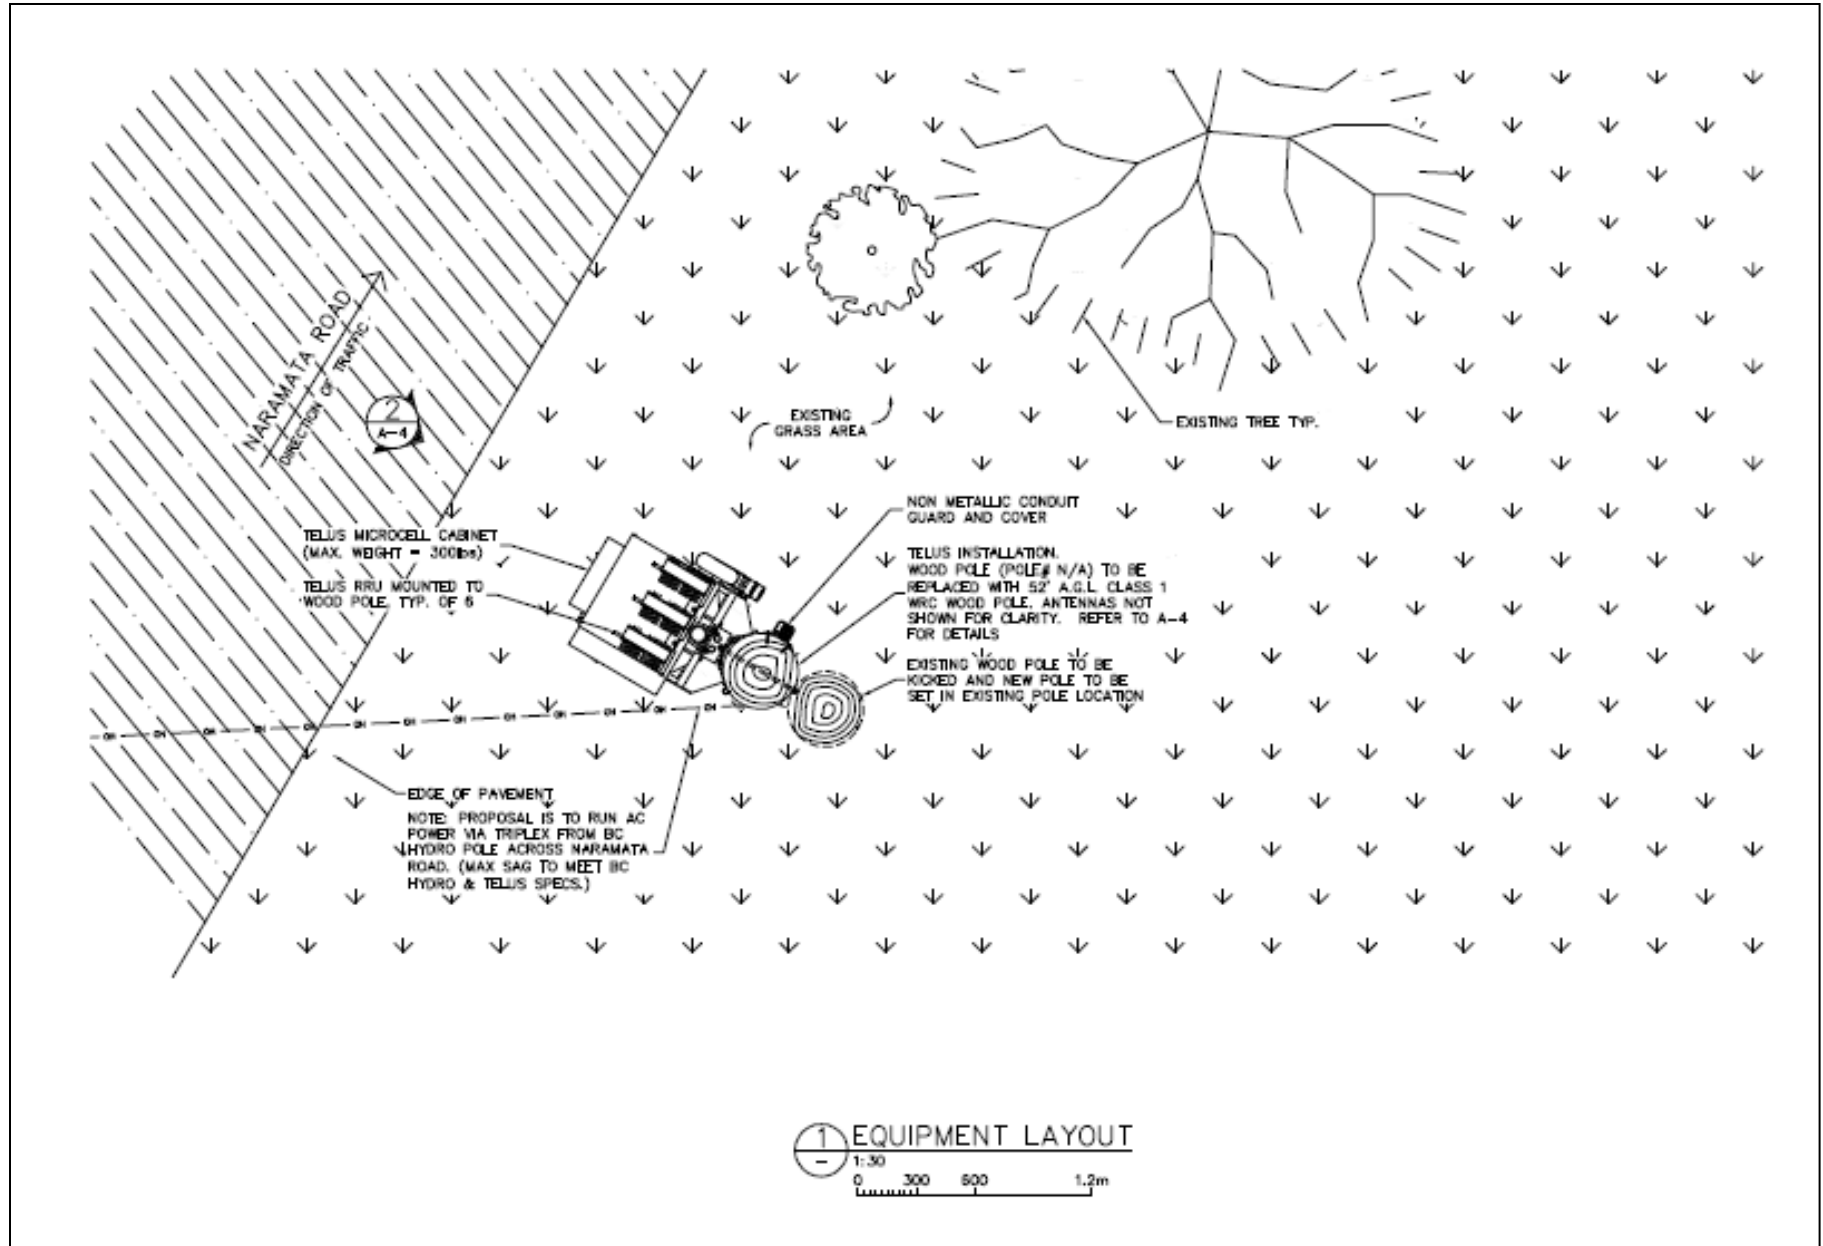 NARAMATA ROAD
DIRECTION OF TRAFFIC
2
A-4
EXISTING
GRASS AREA
EXISTING TREE TYP.
NON METALLIC CONDUIT
GUARD AND COVER
TELUS MICROCELL CABINET
(MAX. WEIGHT = 300lbs)
TELUS RRU MOUNTED TO
WOOD POLE, TYP. OF 6
TELUS INSTALLATION.
WOOD POLE (POLE# N/A) TO BE
REPLACED WITH 52' A.G.L. CLASS 1
WRC WOOD POLE. ANTENNAS NOT
SHOWN FOR CLARITY. REFER TO A-4
FOR DETAILS
EXISTING WOOD POLE TO BE
KICKED AND NEW POLE TO BE
SET IN EXISTING POLE LOCATION
EDGE OF PAVEMENT
NOTE: PROPOSAL IS TO RUN AC
POWER VIA TRIPLEX FROM BC
HYDRO POLE ACROSS NARAMATA
ROAD. (MAX SAG TO MEET BC
HYDRO & TELUS SPECS.)
1
EQUIPMENT LAYOUT
-
1:30
0 300 600 1.2m